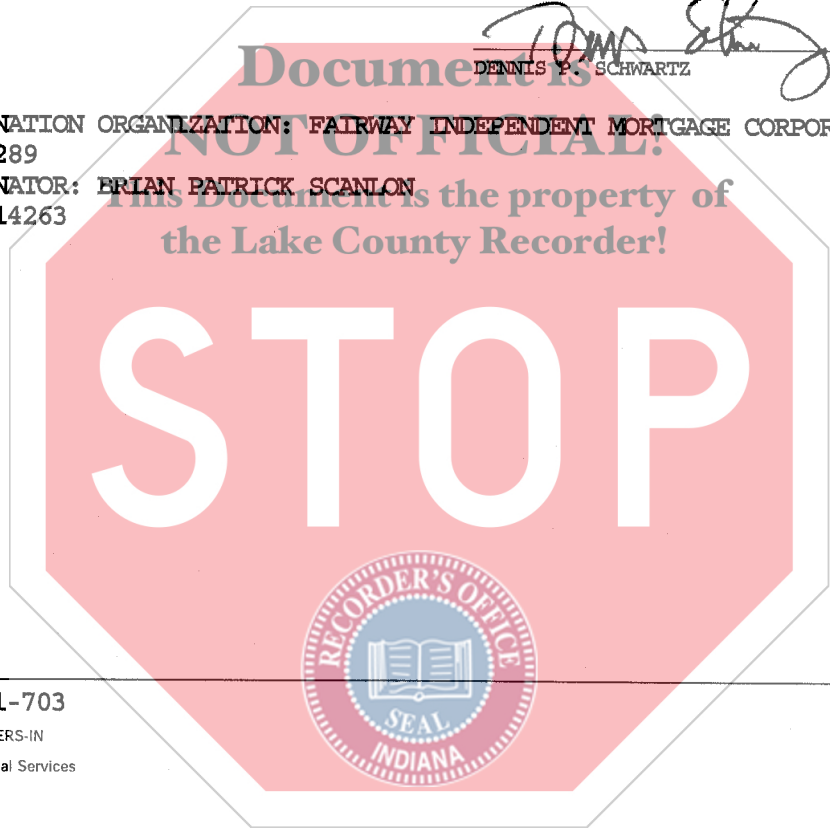 Document is
DENNIS P. SCHWARTZ
NATION ORGANIZATION: FAIRWAY INDEPENDENT MORTGAGE CORPOR
NOT OFFICIAL!
289
NATOR: BRIAN PATRICK SCANLON
This Document is the property of
14263
the Lake County Recorder!
STOP
RECORDER'S OFFICE
SEAL
INDIANA
1-703
ERS-IN
al Services